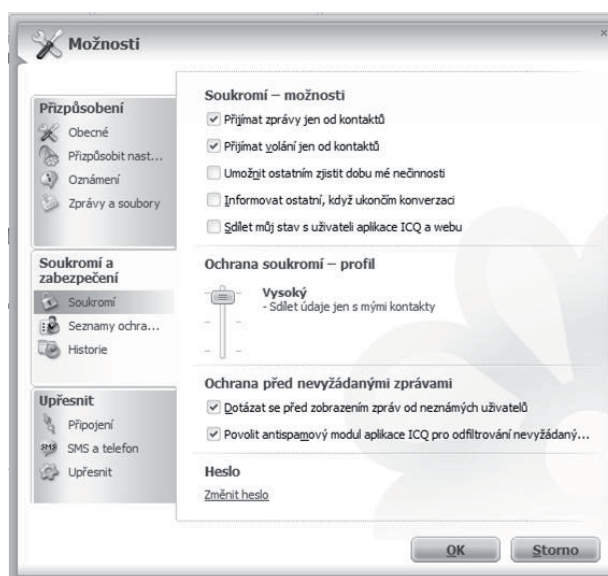 Možnosti
Přizpůsobení
Obecné
Přizpůsobit nast...
Oznámení
Zprávy a soubory
Soukromí a
zabezpečení
Soukromí
Seznamy ochra...
Historie
Upřesnit
Připojení
SMS a telefon
Upřesnit
Soukromí – možnosti
Přijímat zprávy jen od kontaktů
Přijímat volání jen od kontaktů
Umožnit ostatním zjistit dobu mé nečinnosti
Informovat ostatní, když ukončím konverzaci
Sdílet můj stav s uživateli aplikace ICQ a webu
Ochrana soukromí – profil
Vysoký
- Sdílet údaje jen s mými kontakty
Ochrana před nevyžádanými zprávami
Dotázat se před zobrazením zpráv od neznámých uživatelů
Povolit antispamový modul aplikace ICQ pro odfiltrování nevyžádaný...
Heslo
Změnit heslo
OK
Storno